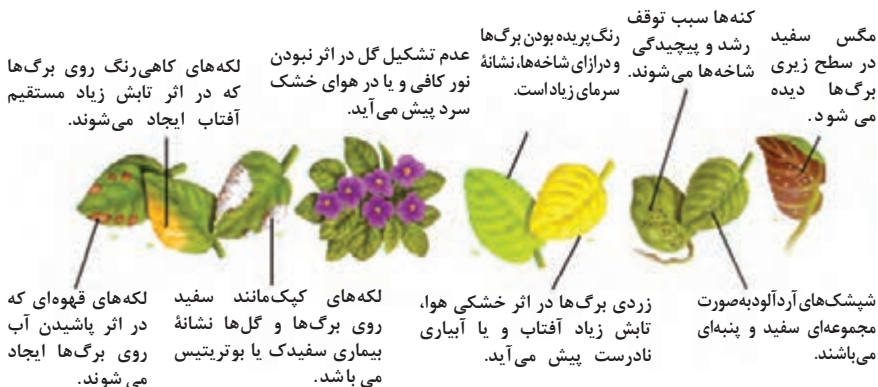 مگس سفید
در سطح زیری
برگ‌ها دیده
می شود.
کنه‌ها سبب توقف
رشد و پیچیدگی
شاخه‌ها می‌شوند.
رنگ‌پریده بودن برگ‌ها
و درازای شاخه‌ها، نشانهٔ
سرمای زیاد است.
عدم تشکیل گل در اثر نبودن
نور کافی و یا در هوای خشک
سرد پیش می‌آید.
لکه‌های کاهی‌رنگ روی برگ‌ها
که در اثر تابش زیاد مستقیم
آفتاب ایجاد می‌شوند.
شپشک‌های آردآلود به‌صورت
مجموعه‌ای سفید و پنبه‌ای
می‌باشند.
زردی برگ‌ها در اثر خشکی هوا،
تابش زیاد آفتاب و یا آبیاری
نادرست پیش می‌آید.
لکه‌های کپک‌مانند سفید
روی برگ‌ها و گل‌ها نشانهٔ
بیماری سفیدک یا بوتریتیس
می باشد.
لکه‌های قهوه‌ای که
در اثر پاشیدن آب
روی برگ‌ها ایجاد
می شوند.